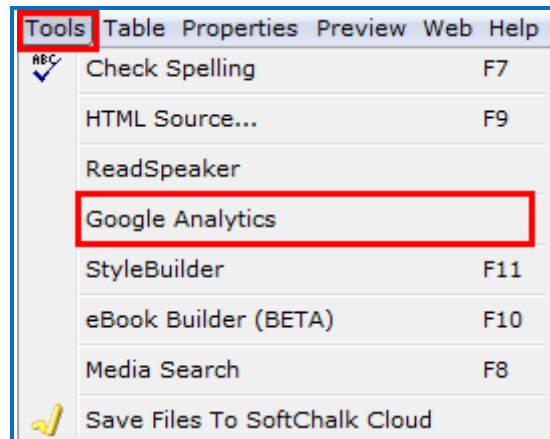 Tools Table Properties Preview Web Help
ABC Check Spelling F7
HTML Source... F9
ReadSpeaker
Google Analytics
StyleBuilder F11
eBook Builder (BETA) F10
Media Search F8
Save Files To SoftChalk Cloud